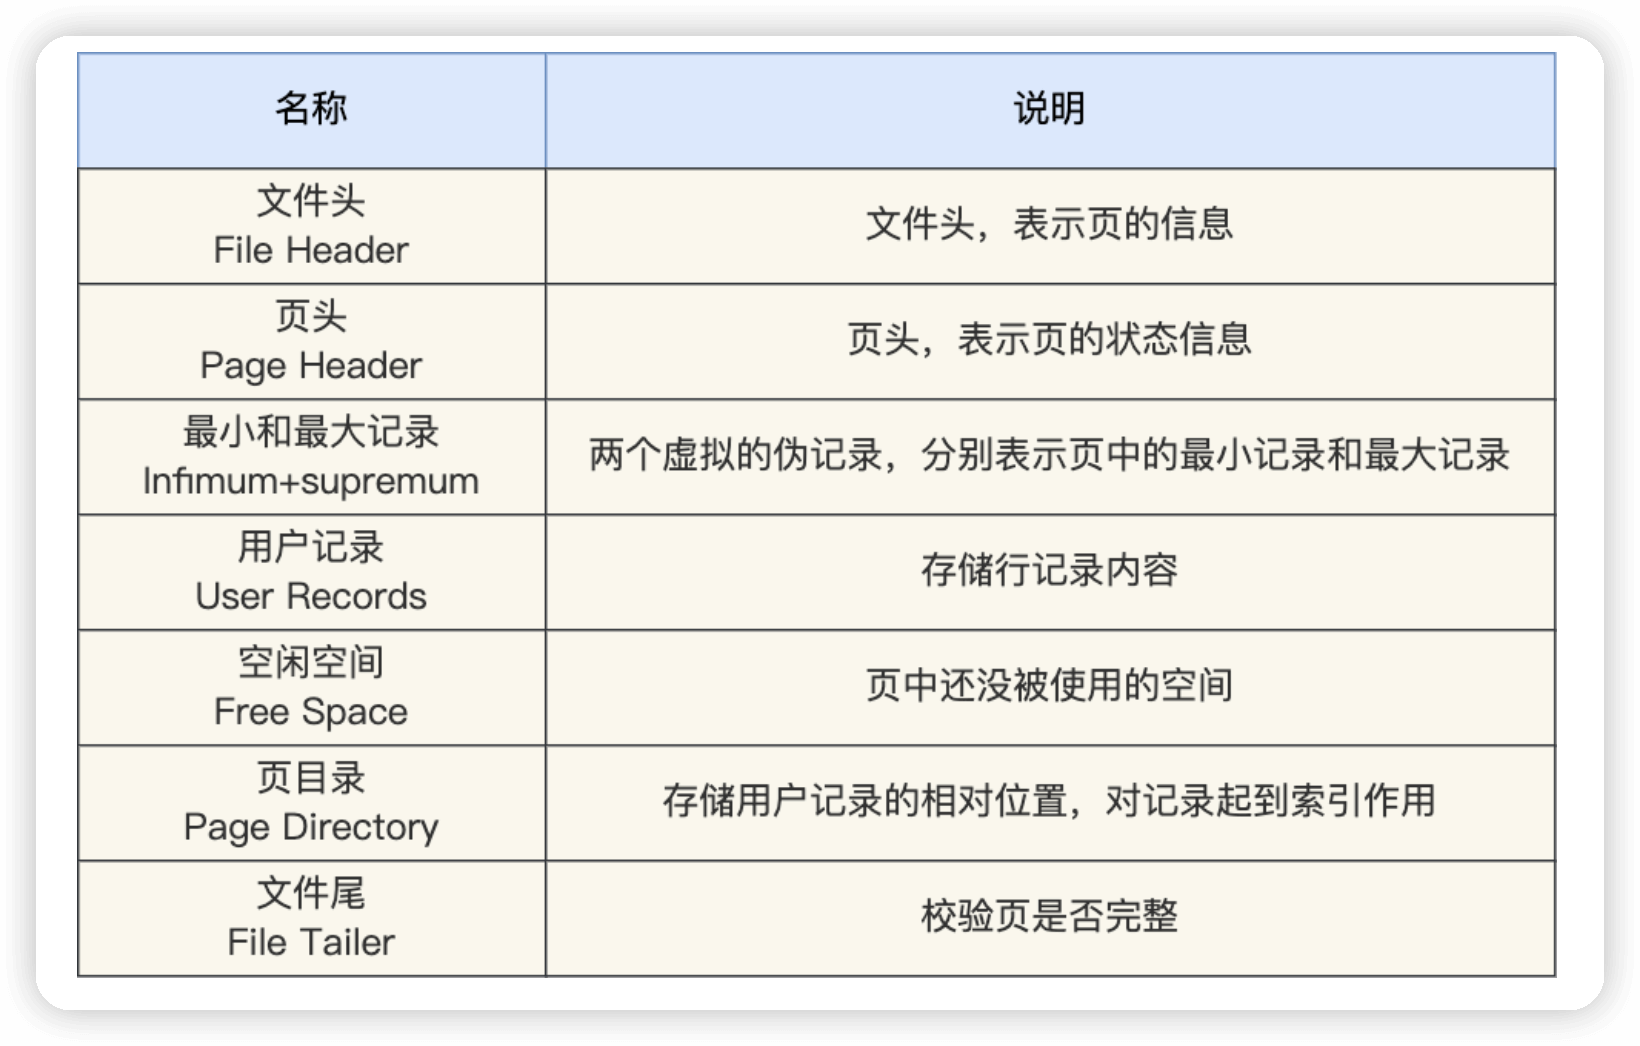 名称
说明
文件头
File Header
文件头，表示页的信息
页头
Page Header
页头，表示页的状态信息
最小和最大记录
Infimum+supremum
两个虚拟的伪记录，分别表示页中的最小记录和最大记录
用户记录
User Records
存储行记录内容
空闲空间
Free Space
页中还没被使用的空间
页目录
Page Directory
存储用户记录的相对位置，对记录起到索引作用
文件尾
File Tailer
校验页是否完整